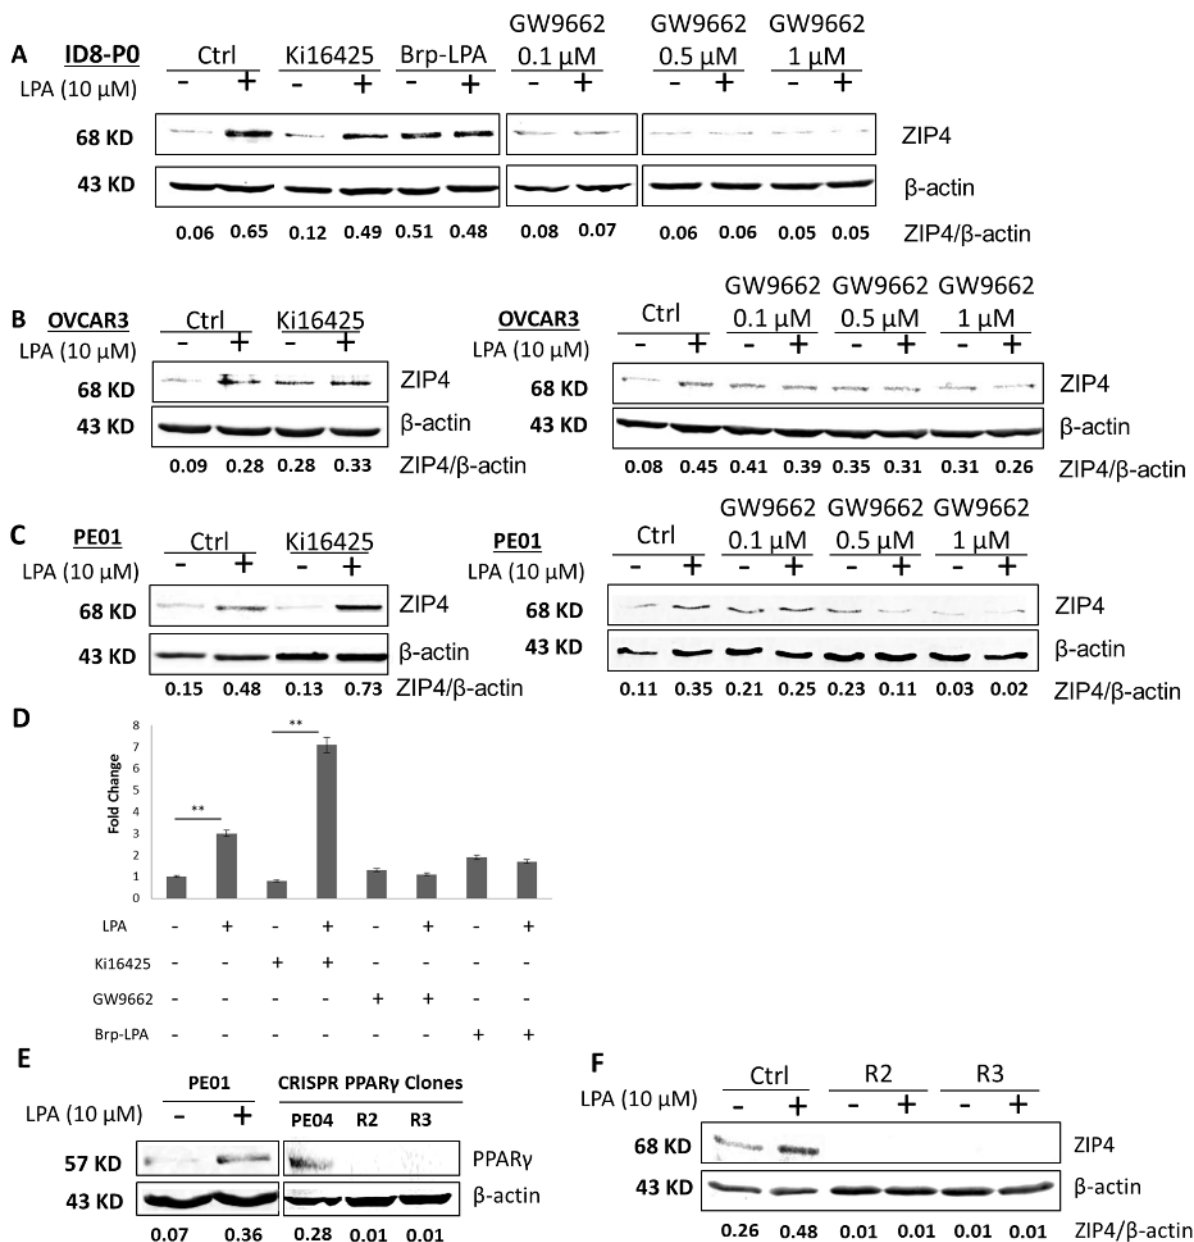 GW9662 GW9662 GW9662
A ID8-P0 Ctrl Ki16425 Brp-LPA 0.1 µM 0.5 µM 1 µM
LPA (10 µM) - + - + - + - + - + - +
68 KD ZIP4
43 KD β-actin
0.06 0.65 0.12 0.49 0.51 0.48 0.08 0.07 0.06 0.06 0.05 0.05 ZIP4/β-actin
B OVCAR3 Ctrl Ki16425
LPA (10 µM) - + - +
68 KD ZIP4
43 KD β-actin
0.09 0.28 0.28 0.33 ZIP4/β-actin
GW9662 GW9662 GW9662
OVCAR3 Ctrl 0.1 µM 0.5 µM 1 µM
LPA (10 µM) - + - + - + - +
68 KD ZIP4
43 KD β-actin
0.08 0.45 0.41 0.39 0.35 0.31 0.31 0.26 ZIP4/β-actin
C PE01 Ctrl Ki16425
LPA (10 µM) - + - +
68 KD ZIP4
43 KD β-actin
0.15 0.48 0.13 0.73 ZIP4/β-actin
GW9662 GW9662 GW9662
PE01 Ctrl 0.1 µM 0.5 µM 1 µM
LPA (10 µM) - + - + - + - +
68 KD ZIP4
43 KD β-actin
0.11 0.35 0.21 0.25 0.23 0.11 0.03 0.02 ZIP4/β-actin
D
Fold Change
8
7
6
5
4
3
2
1
0
** **
LPA - + - + - + - +
Ki16425 - - + + - - - -
GW9662 - - - - + + - -
Brp-LPA - - - - - - + +
E PE01 CRISPR PPARγ Clones
LPA (10 µM) - + PE04 R2 R3
57 KD PPARγ
43 KD β-actin
0.07 0.36 0.28 0.01 0.01
F Ctrl R2 R3
LPA (10 µM) - + - + - +
68 KD ZIP4
43 KD β-actin
0.26 0.48 0.01 0.01 0.01 0.01 ZIP4/β-actin